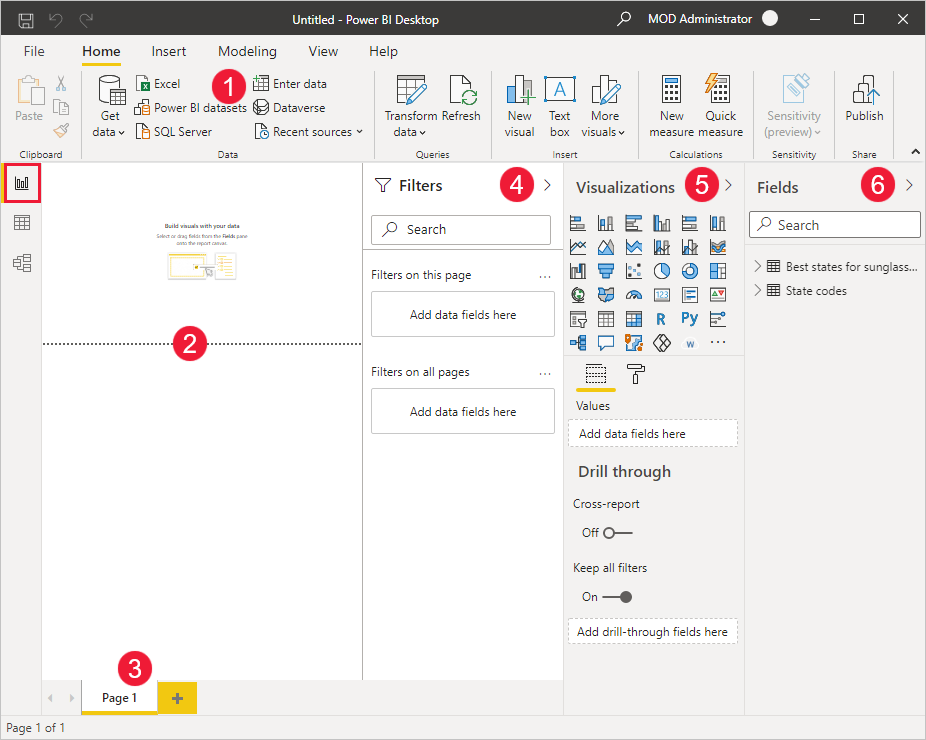 Untitled - Power BI Desktop
MOD Administrator
File Home Insert Modeling View Help
Paste
Clipboard
Get
data
Excel
Power BI datasets
SQL Server
1
Enter data
Dataverse
Recent sources
Data
Transform
data
Refresh
Queries
New
visual
A
Text
box
More
visuals
Insert
New
measure
Quick
measure
Calculations
Sensitivity
(preview)
Sensitivity
Publish
Share
Build visuals with your data
Select or drag fields from the Fields pane
onto the report canvas.
2
Filters
4
Search
Filters on this page ...
Add data fields here
Filters on all pages ...
Add data fields here
Visualizations
5
123
R
Py
W
...
Values
Add data fields here
Drill through
Cross-report
Off
Keep all filters
On
Add drill-through fields here
Fields
6
Search
Best states for sunglass...
State codes
3
Page 1
+
Page 1 of 1